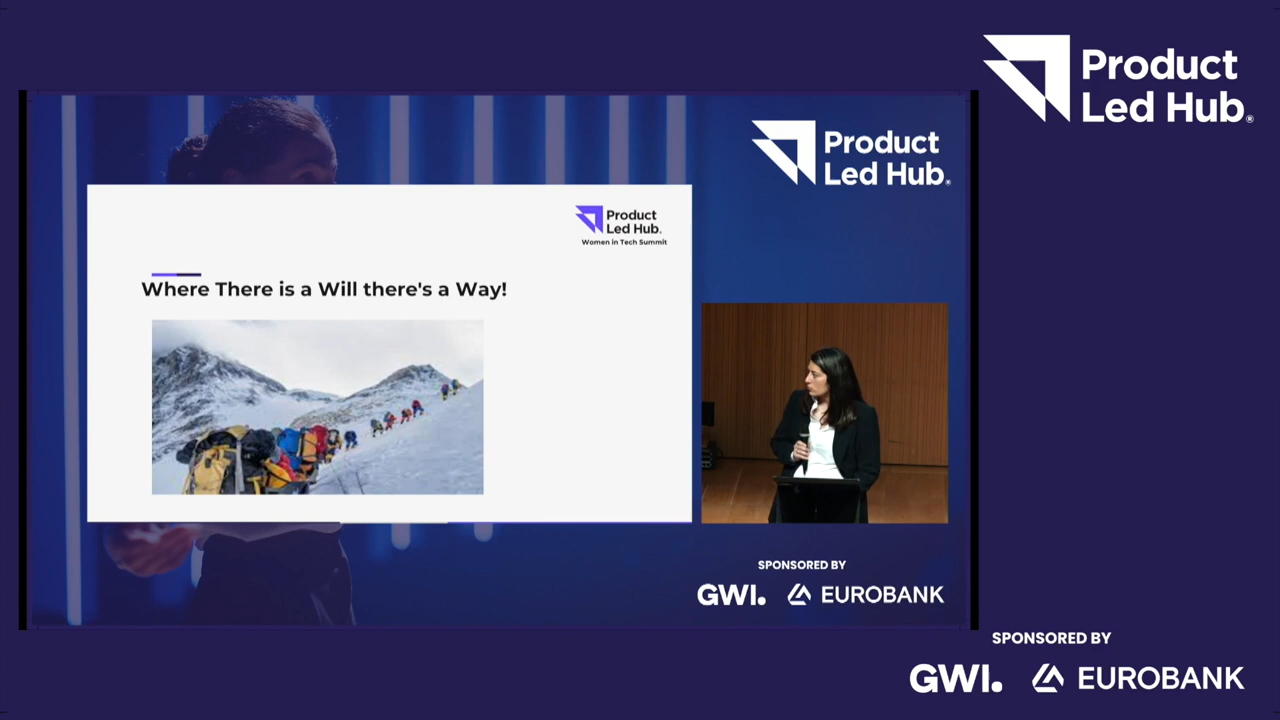 Product
Led Hub®
Product
Led Hub®
Product
Led Hub.
Women in Tech Summit
Where There is a Will there's a Way!
SPONSORED BY
GWI. EUROBANK
SPONSORED BY
GWI. EUROBANK